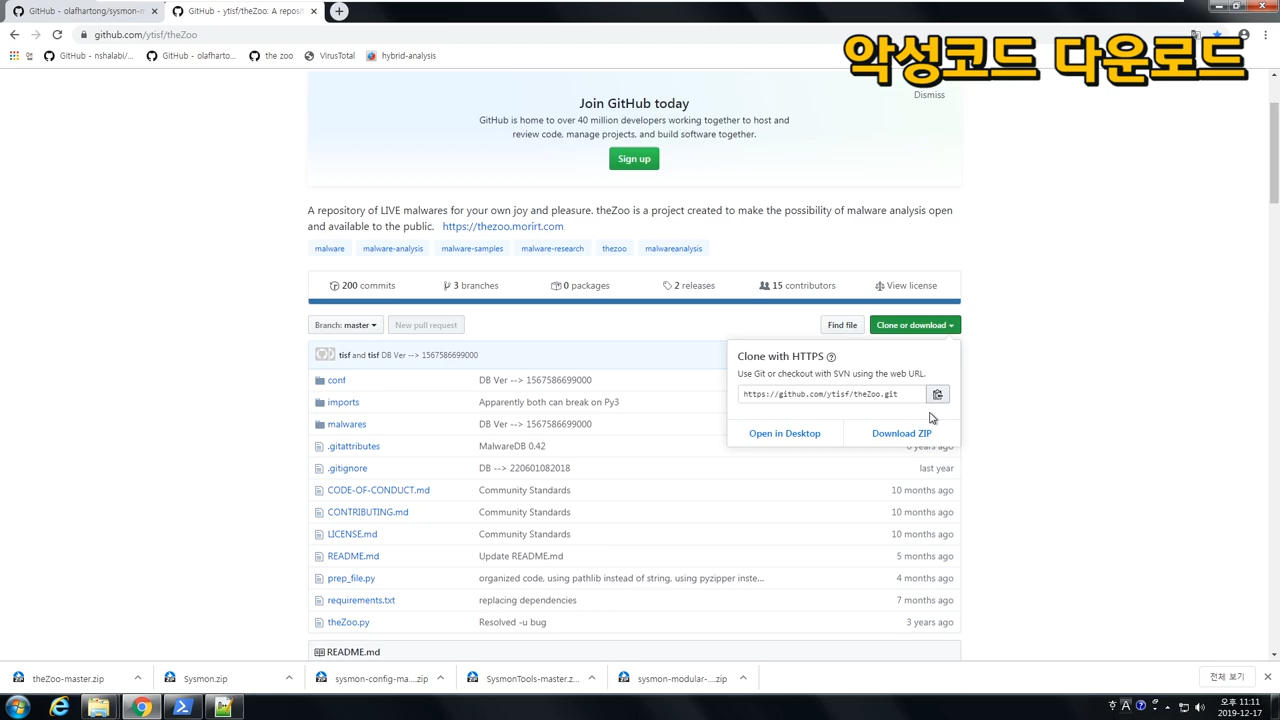 GitHub - olafhartong/sysmon-m
GitHub - ytisf/theZoo: A reposit
github.com/ytisf/theZoo
앱
GitHub - nshalabi/...
GitHub - olafharto...
the zoo
VirusTotal
hybrid-analysis
악성코드 다운로드
Dismiss
Join GitHub today
GitHub is home to over 40 million developers working together to host and
review code, manage projects, and build software together.
Sign up
A repository of LIVE malwares for your own joy and pleasure. theZoo is a project created to make the possibility of malware analysis open
and available to the public. https://thezoo.morirt.com
malware malware-analysis malware-samples malware-research thezoo malwareanalysis
200 commits 3 branches 0 packages 2 releases 15 contributors View license
Branch: master New pull request Find file Clone or download
tisf and tisf DB Ver --> 1567586699000
Clone with HTTPS
Use Git or checkout with SVN using the web URL.
https://github.com/ytisf/theZoo.git
Open in Desktop Download ZIP
conf DB Ver --> 1567586699000
imports Apparently both can break on Py3
malwares DB Ver --> 1567586699000
.gitattributes MalwareDB 0.42 6 years ago
.gitignore DB --> 220601082018 last year
CODE-OF-CONDUCT.md Community Standards 10 months ago
CONTRIBUTING.md Community Standards 10 months ago
LICENSE.md Community Standards 10 months ago
README.md Update README.md 5 months ago
prep_file.py organized code, using pathlib instead of string, using pyzipper inste... 4 months ago
requirements.txt replacing dependencies 7 months ago
theZoo.py Resolved -u bug 3 years ago
README.md
theZoo-master.zip
Sysmon.zip
sysmon-config-ma....zip
SysmonTools-master.z...
sysmon-modular-....zip
전체 보기
A
오후 11:11
2019-12-17